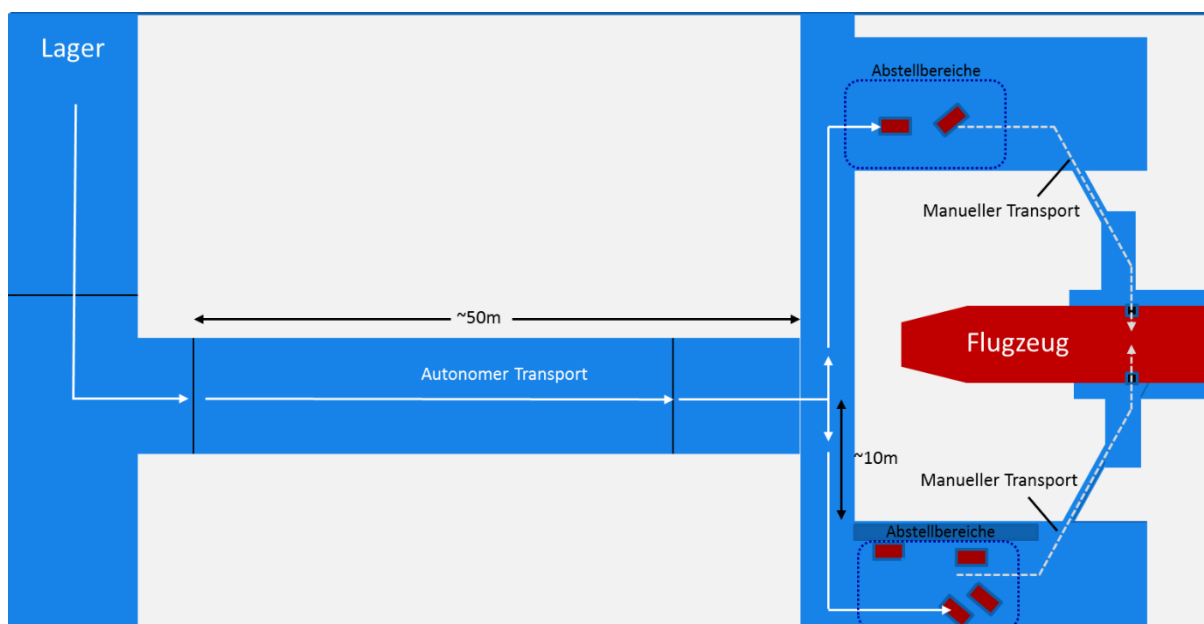 Lager
Abstellbereiche
Manueller Transport
~50m
Flugzeug
Autonomer Transport
~10m
Manueller Transport
Abstellbereiche